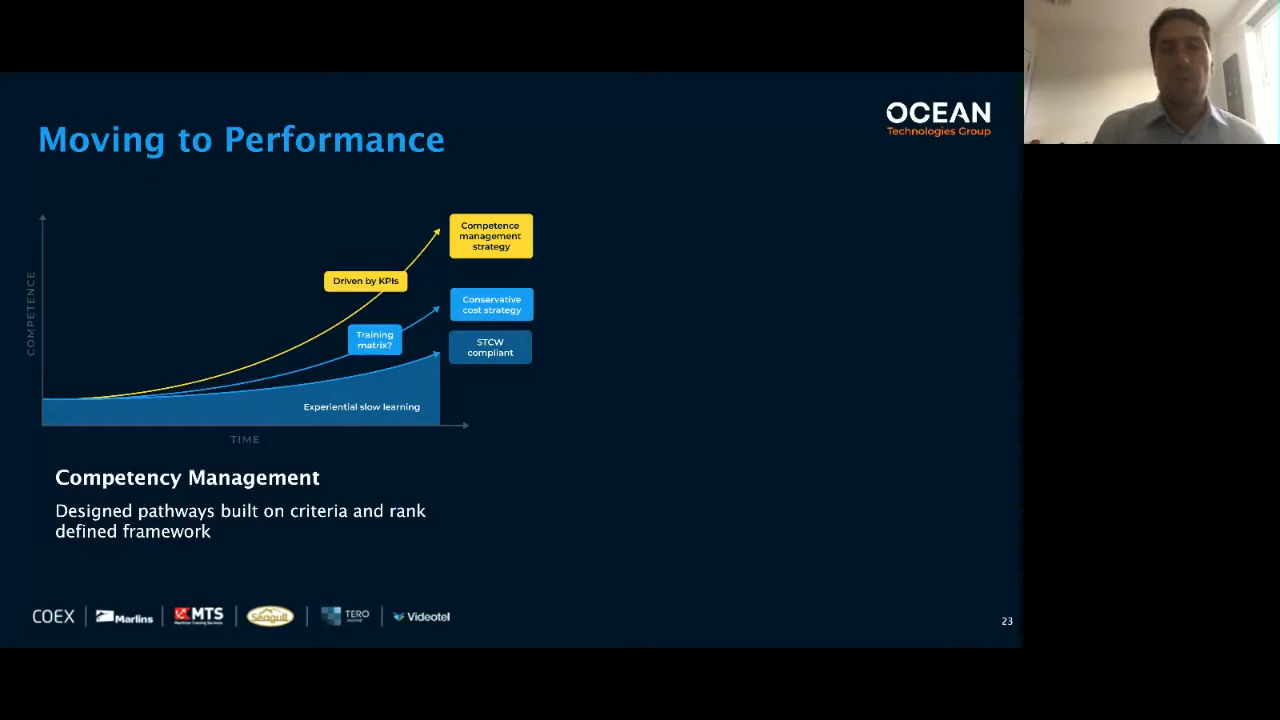 OCEAN
Technologies Group
Moving to Performance
Competence
management
strategy
Driven by KPIs
Conservative
cost strategy
Training
matrix?
STCW
compliant
COMPETENCE
Experiential slow learning
TIME
Competency Management
Designed pathways built on criteria and rank
defined framework
COEX
Marlins
MTS
Seagull
TERO
Videotel
23